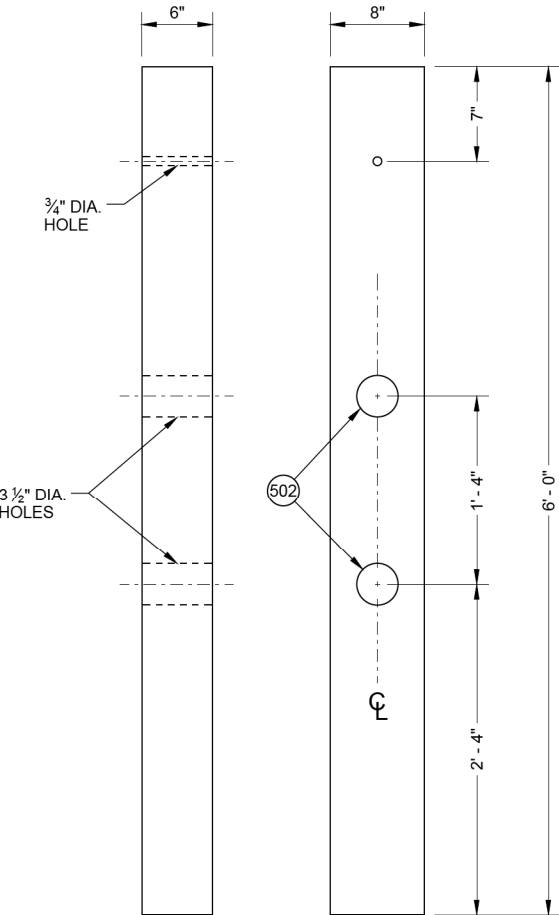 6"
8"
7"
¾" DIA.
HOLE
3 ½" DIA.
HOLES
502
1' - 4"
6' - 0"
℄
2' - 4"